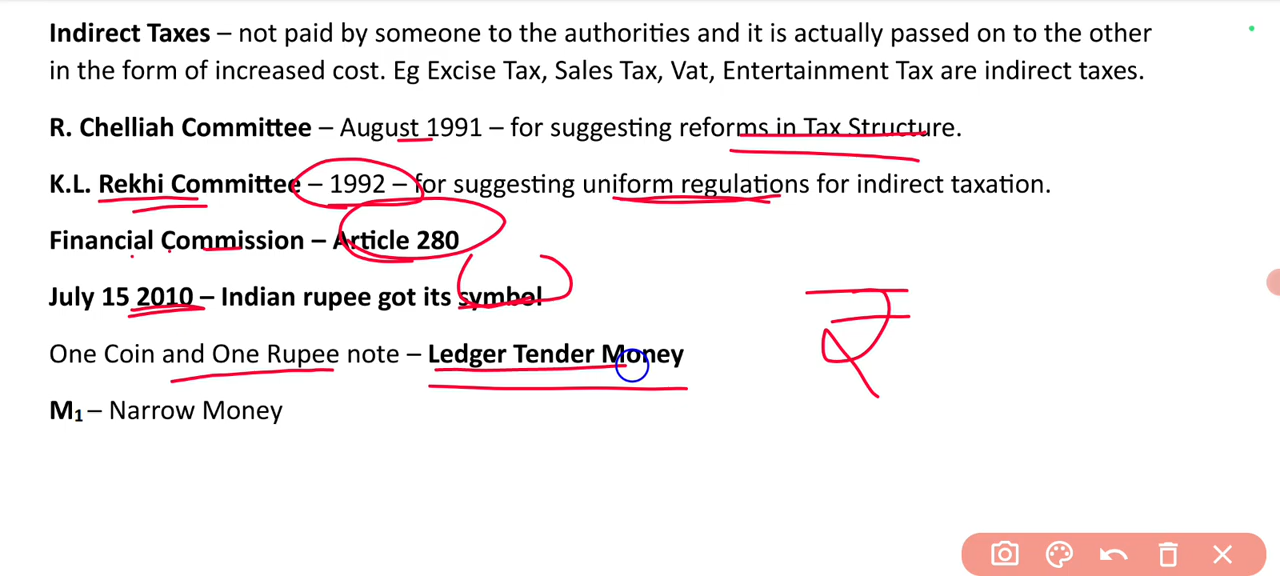 Indirect Taxes – not paid by someone to the authorities and it is actually passed on to the other
in the form of increased cost. Eg Excise Tax, Sales Tax, Vat, Entertainment Tax are indirect taxes.
R. Chelliah Committee – August 1991 – for suggesting reforms in Tax Structure.
K.L. Rekhi Committee – 1992 – for suggesting uniform regulations for indirect taxation.
Financial Commission – Article 280
July 15 2010 – Indian rupee got its symbol
₹
One Coin and One Rupee note – Ledger Tender Money
M₁ – Narrow Money